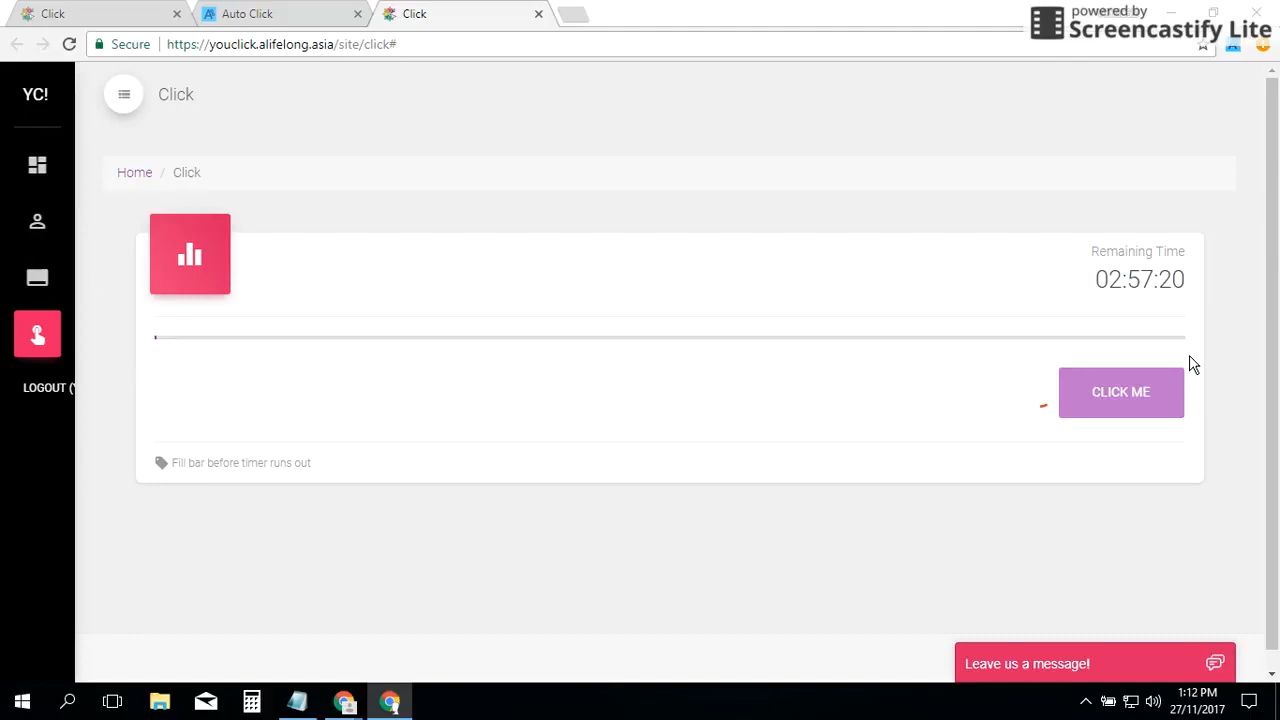 Click
Auto Click
Click
powered by
Screencastify Lite
Secure
https://youclick.alifelong.asia/site/click#
YC!
Click
Home / Click
Remaining Time
02:57:20
CLICK ME
LOGOUT (
Fill bar before timer runs out
Leave us a message!
1:12 PM
27/11/2017